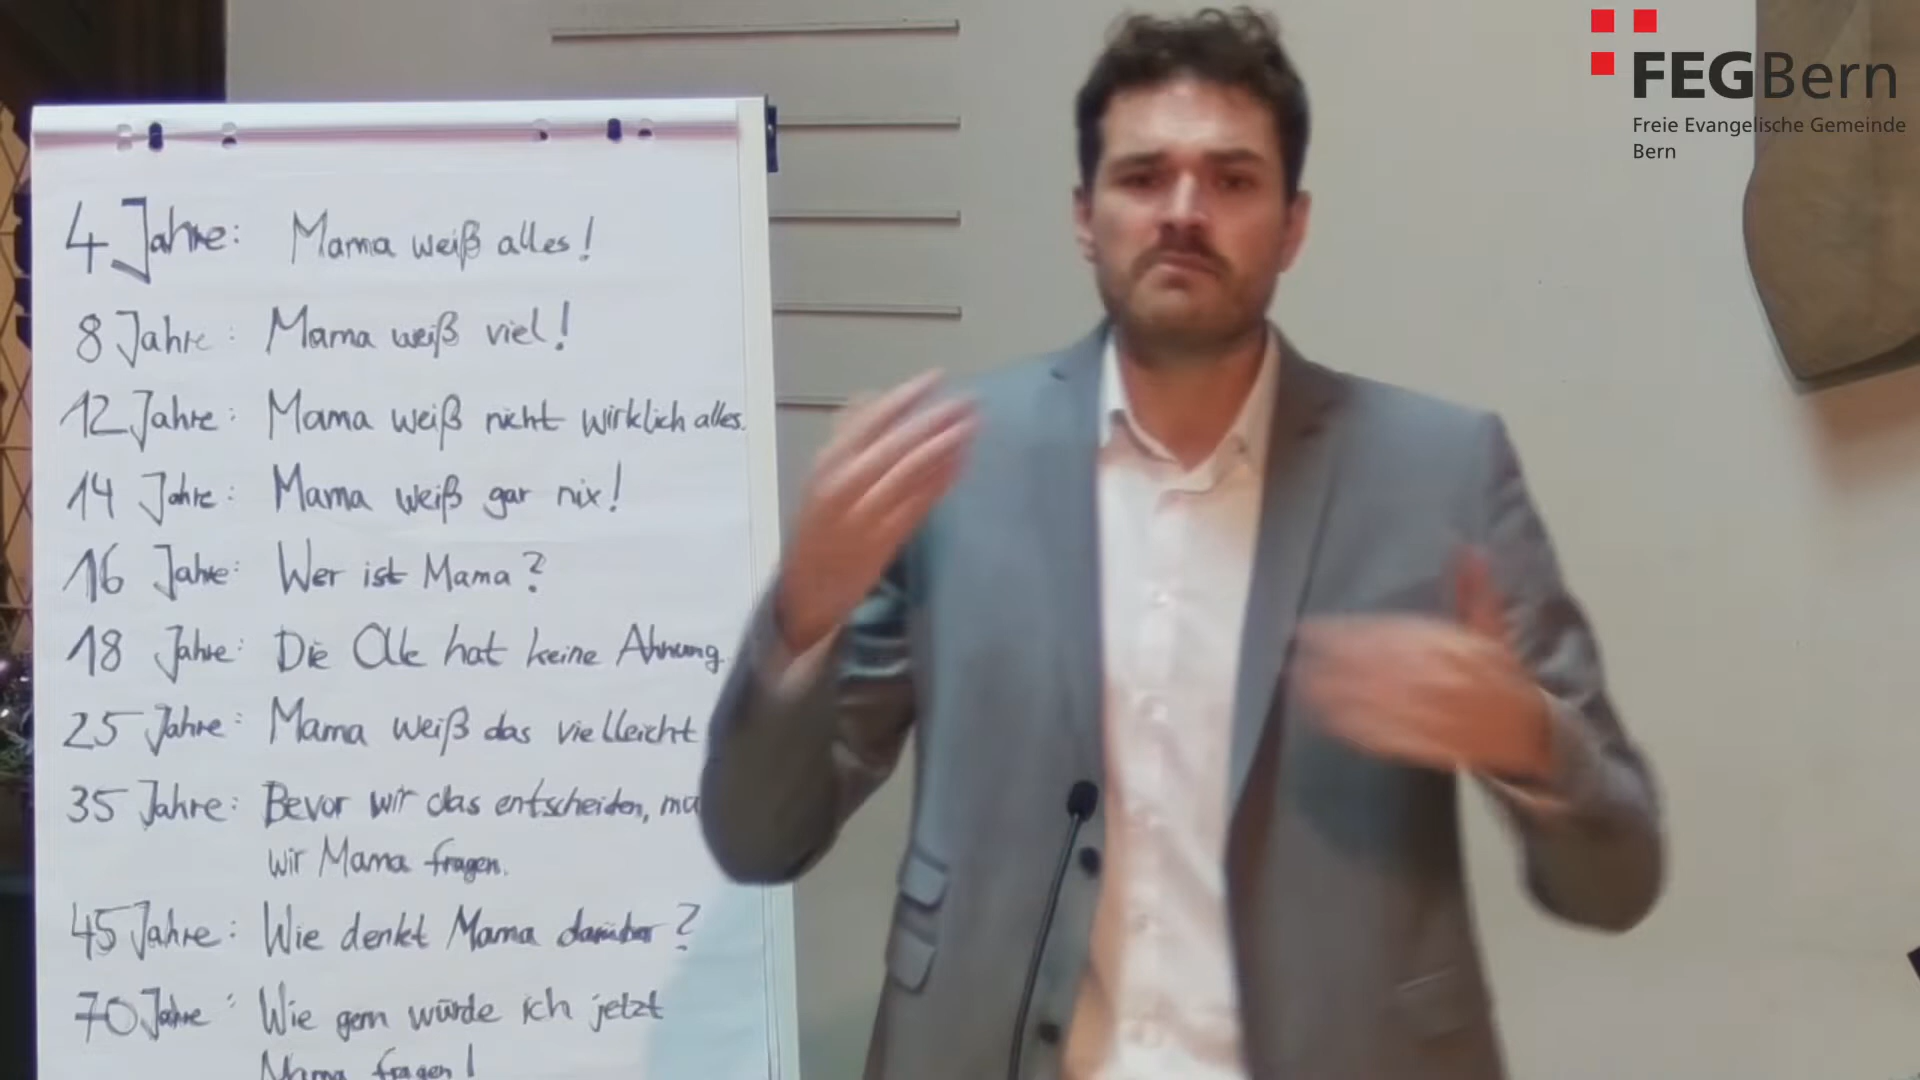 4 Jahre: Mama weiß alles!
8 Jahre: Mama weiß viel!
12 Jahre: Mama weiß nicht wirklich alles.
14 Jahre: Mama weiß gar nix!
16 Jahre: Wer ist Mama?
18 Jahre: Die Alte hat keine Ahnung.
25 Jahre: Mama weiß das vielleicht
35 Jahre: Bevor wir das entscheiden,
wir Mama fragen.
45 Jahre: Wie denkt Mama darüber?
70 Jahre: Wie gern würde ich jetzt
Mama fragen!
FEGBern
Freie Evangelische Gemeinde
Bern